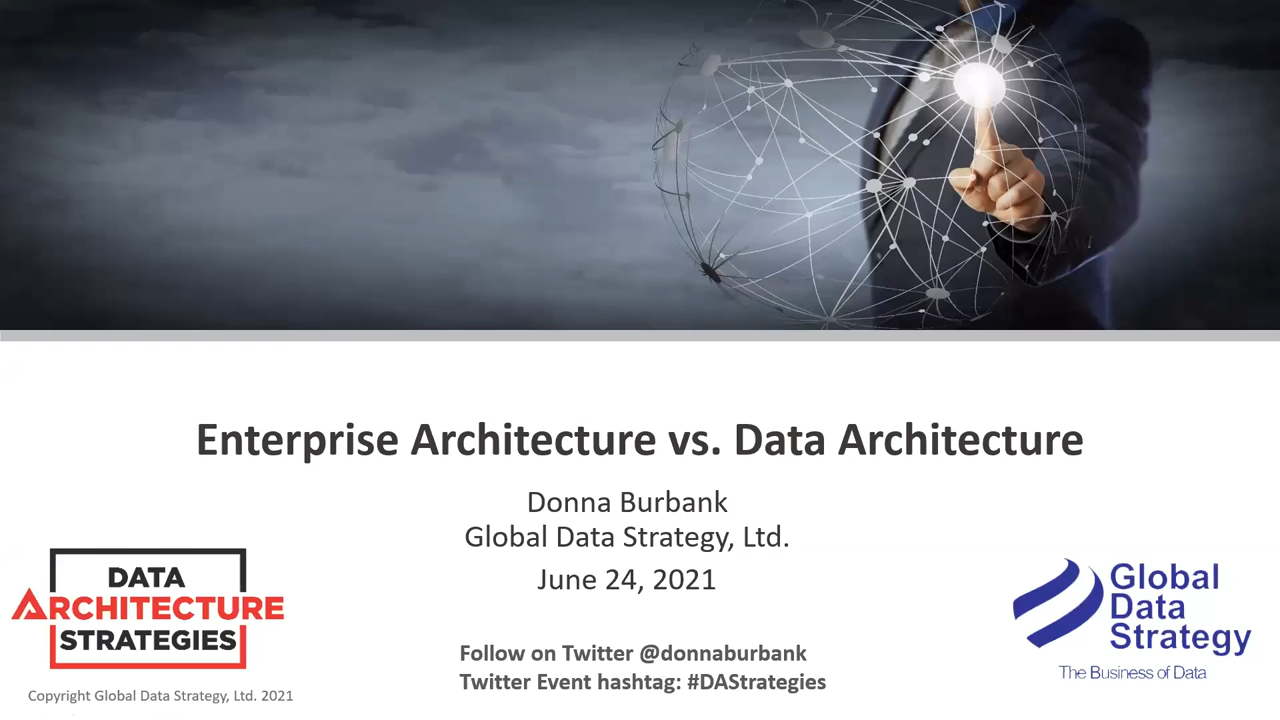 Enterprise Architecture vs. Data Architecture
Donna Burbank
Global Data Strategy, Ltd.
June 24, 2021
DATA
ARCHITECTURE
STRATEGIES
Global
Data
Strategy
The Business of Data
Follow on Twitter @donnaburbank
Twitter Event hashtag: #DAStrategies
Copyright Global Data Strategy, Ltd. 2021